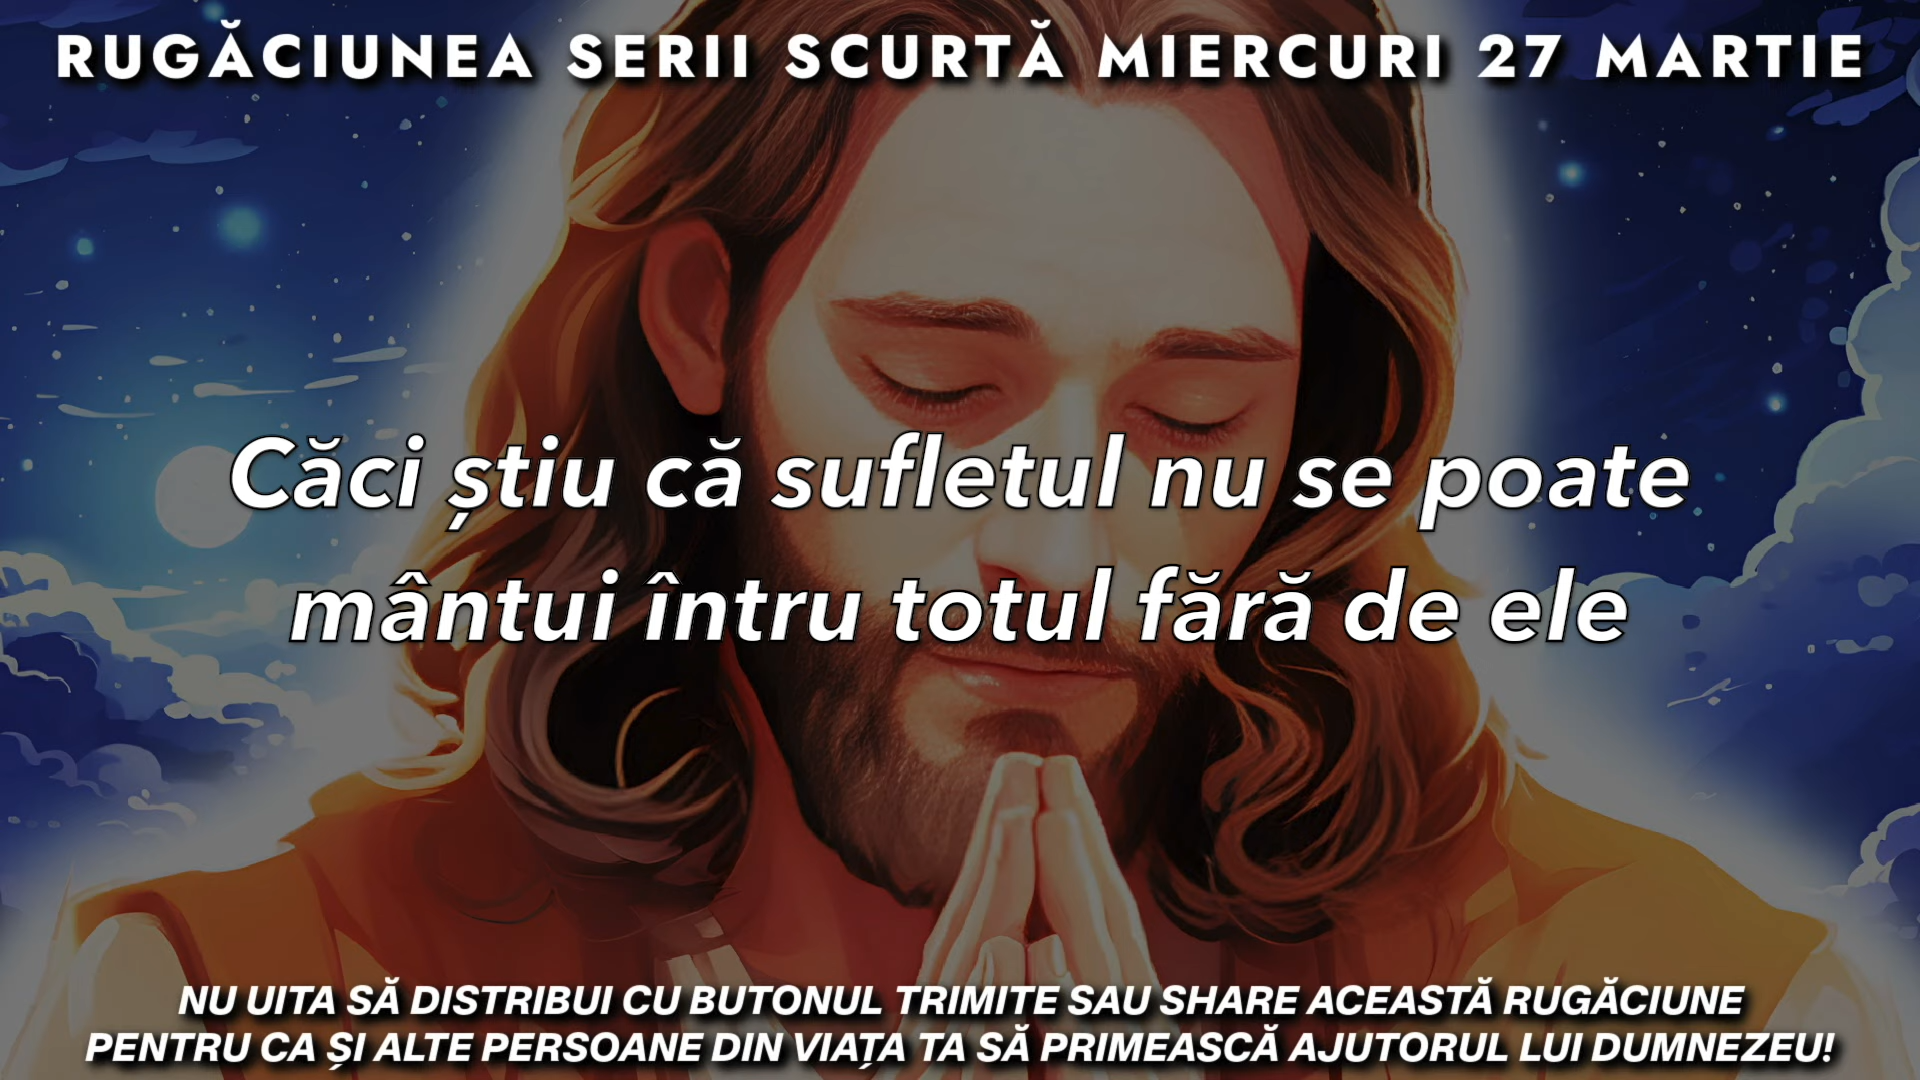 RUGĂCIUNEA SERII SCURTĂ MIERCURI 27 MARTIE
Căci știu că sufletul nu se poate
mântui întru totul fără de ele
NU UITA SĂ DISTRIBUI CU BUTONUL TRIMITE SAU SHARE ACEASTĂ RUGĂCIUNE
PENTRU CA ȘI ALTE PERSOANE DIN VIAȚA TA SĂ PRIMEASCĂ AJUTORUL LUI DUMNEZEU!